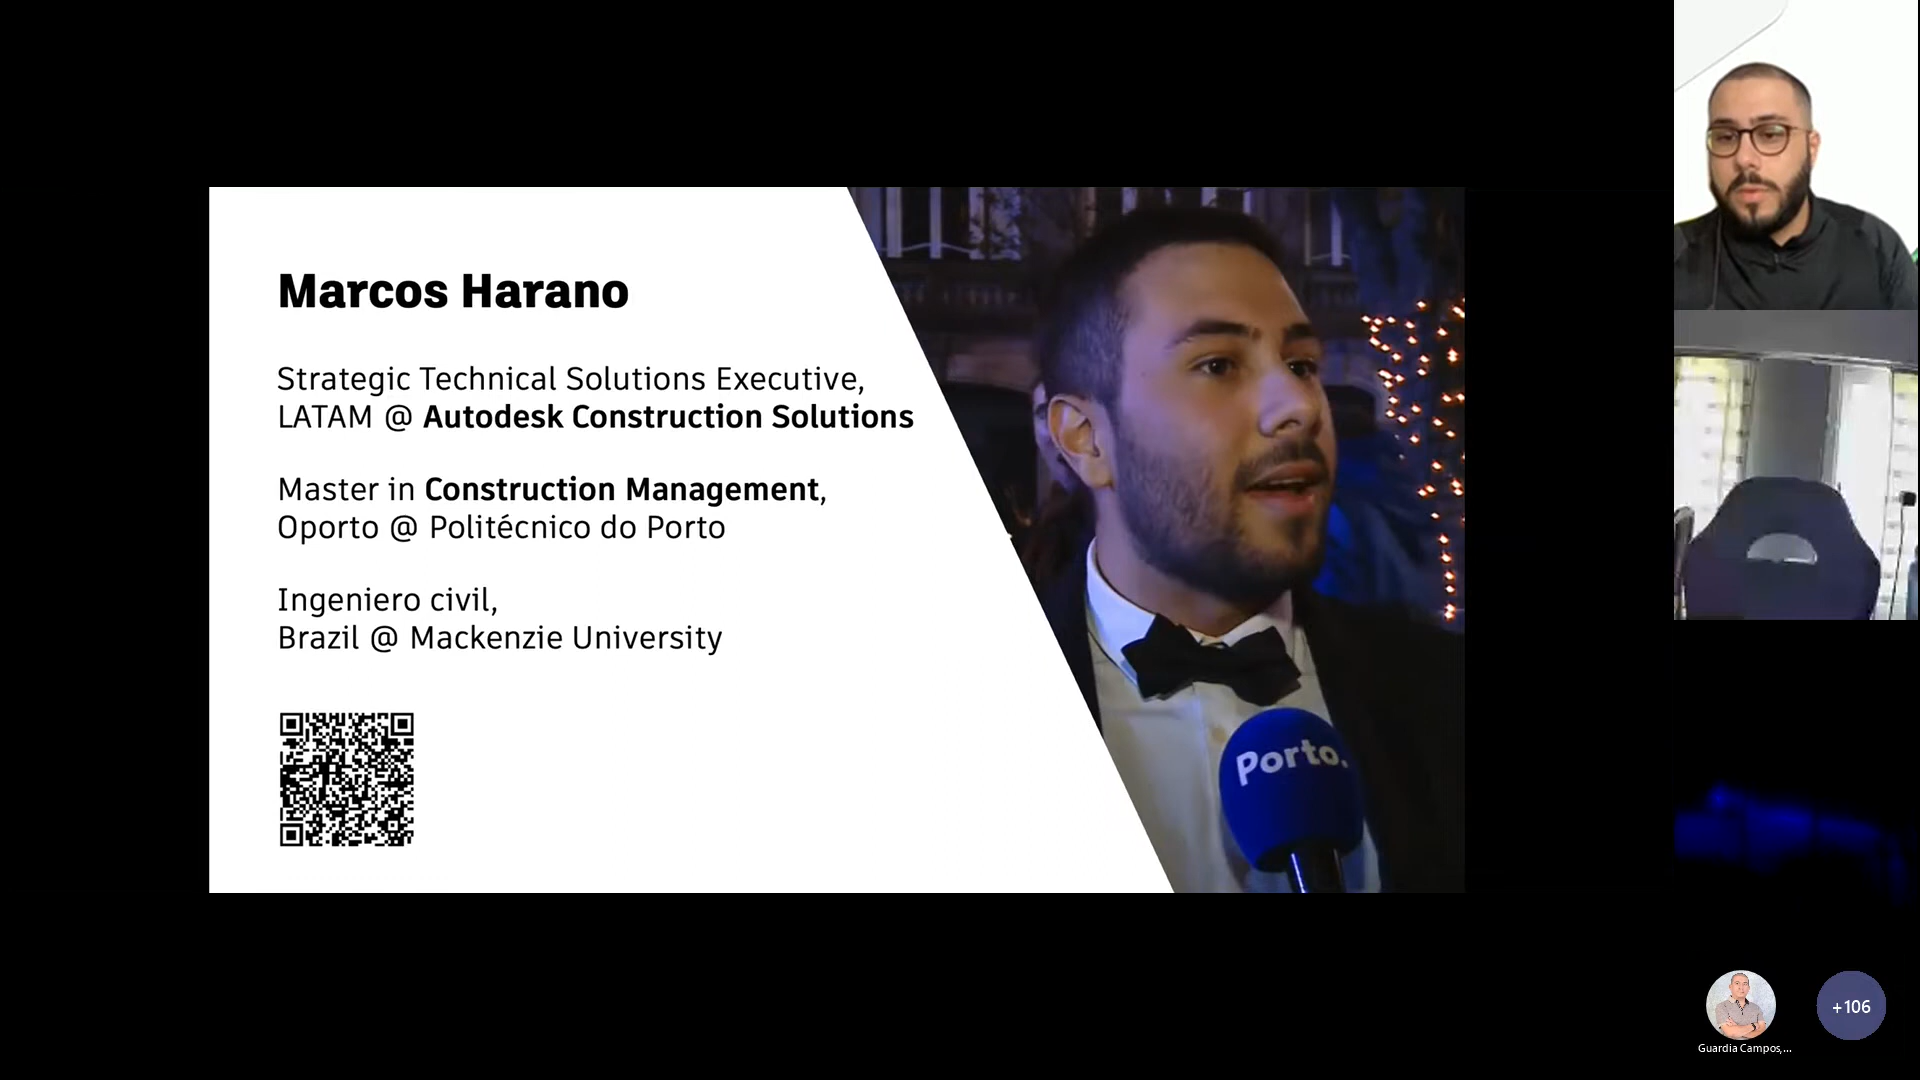 Marcos Harano
Strategic Technical Solutions Executive,
LATAM @ Autodesk Construction Solutions
Master in Construction Management,
Oporto @ Politécnico do Porto
Ingeniero civil,
Brazil @ Mackenzie University
Porto.
Guardia Campos,...
+106